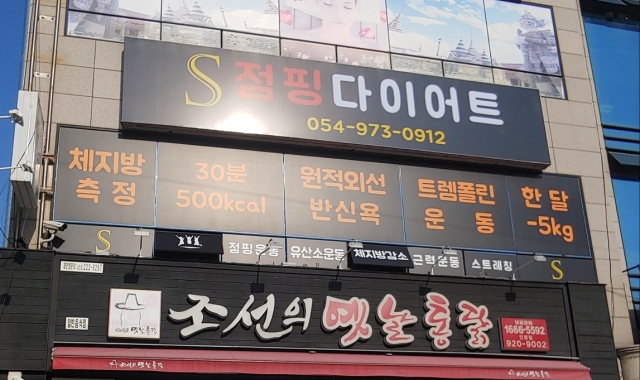 S 점핑다이어트
054-973-0912
체지방 측정
30분 500kcal
원적외선 반신욕
트렘폴린 운동
한 달 -5kg
S 점핑운동 유산소운동 체지방감소 근력운동 스트레칭 S
조선의 옛날통닭
1666-5592
920-9002